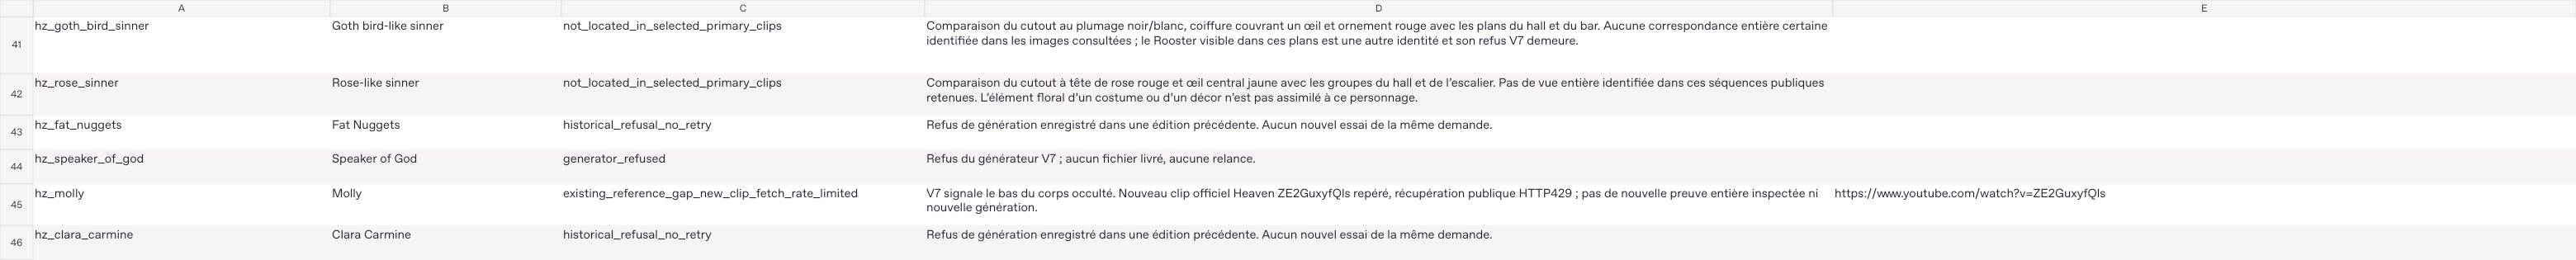 A B C D E
41 hz_goth_bird_sinner Goth bird-like sinner not_located_in_selected_primary_clips Comparaison du cutout au plumage noir/blanc, coiffure couvrant un œil et ornement rouge avec les plans du hall et du bar. Aucune correspondance entière certaine
identifiée dans les images consultées ; le Rooster visible dans ces plans est une autre identité et son refus V7 demeure.
42 hz_rose_sinner Rose-like sinner not_located_in_selected_primary_clips Comparaison du cutout à tête de rose rouge et œil central jaune avec les groupes du hall et de l’escalier. Pas de vue entière identifiée dans ces séquences publiques
retenues. L’élément floral d’un costume ou d’un décor n’est pas assimilé à ce personnage.
43 hz_fat_nuggets Fat Nuggets historical_refusal_no_retry Refus de génération enregistré dans une édition précédente. Aucun nouvel essai de la même demande.
44 hz_speaker_of_god Speaker of God generator_refused Refus du générateur V7 ; aucun fichier livré, aucune relance.
45 hz_molly Molly existing_reference_gap_new_clip_fetch_rate_limited V7 signale le bas du corps occulté. Nouveau clip officiel Heaven ZE2GuxyfQls repéré, récupération publique HTTP429 ; pas de nouvelle preuve entière inspectée ni https://www.youtube.com/watch?v=ZE2GuxyfQls
nouvelle génération.
46 hz_clara_carmine Clara Carmine historical_refusal_no_retry Refus de génération enregistré dans une édition précédente. Aucun nouvel essai de la même demande.